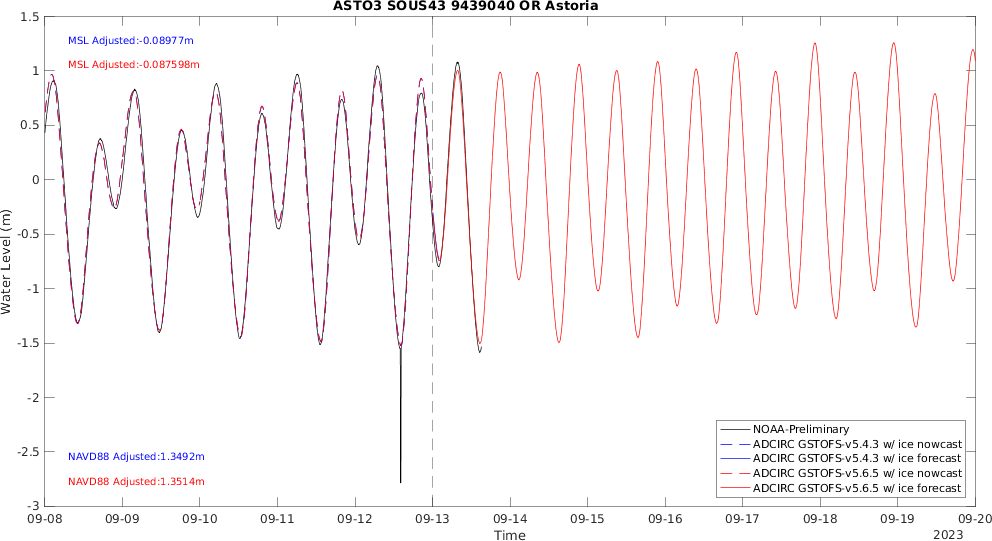 ASTO3 SOUS43 9439040 OR Astoria
MSL Adjusted:-0.08977m
MSL Adjusted:-0.087598m
1.5
1
0.5
0
-0.5
-1
-1.5
-2
-2.5
-3
Water Level (m)
NAVD88 Adjusted:1.3492m
NAVD88 Adjusted:1.3514m
NOAA-Preliminary
ADCIRC GSTOFS-v5.4.3 w/ ice nowcast
ADCIRC GSTOFS-v5.4.3 w/ ice forecast
ADCIRC GSTOFS-v5.6.5 w/ ice nowcast
ADCIRC GSTOFS-v5.6.5 w/ ice forecast
09-08 09-09 09-10 09-11 09-12 09-13 09-14 09-15 09-16 09-17 09-18 09-19 09-20
Time
2023